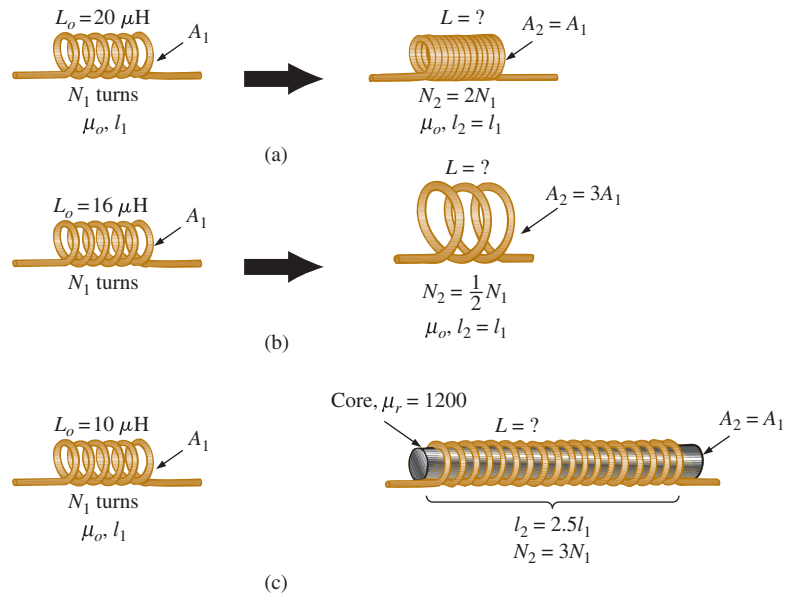 Lₒ = 20 μH
A₁
N₁ turns
μₒ, l₁
L = ?
A₂ = A₁
N₂ = 2N₁
μₒ, l₂ = l₁
(a)
Lₒ = 16 μH
A₁
N₁ turns
L = ?
A₂ = 3A₁
N₂ = 1/2 N₁
μₒ, l₂ = l₁
(b)
Lₒ = 10 μH
A₁
N₁ turns
μₒ, l₁
Core, μᵣ = 1200
L = ?
A₂ = A₁
l₂ = 2.5l₁
N₂ = 3N₁
(c)